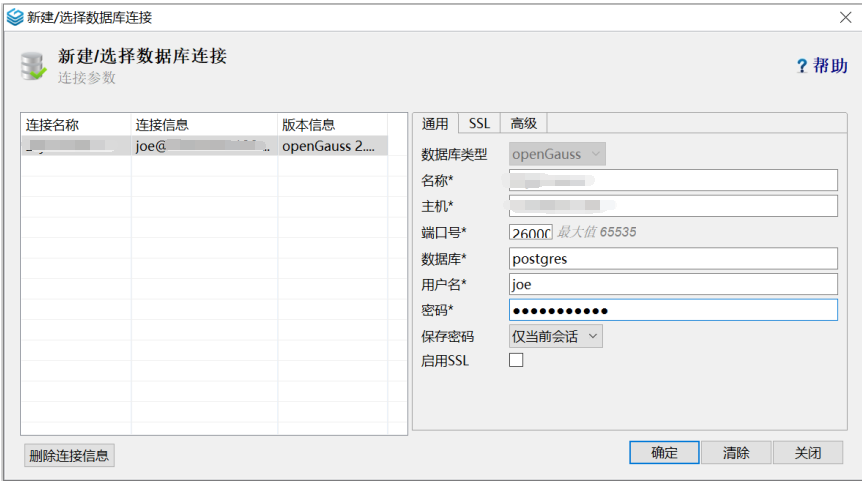 新建/选择数据库连接
新建/选择数据库连接
连接参数
? 帮助
连接名称 连接信息 版本信息
joe@ ... openGauss 2....
通用 SSL 高级
数据库类型 openGauss
名称*
主机*
端口号* 2600 最大值 65535
数据库* postgres
用户名* joe
密码* ●●●●●●●●●●●
保存密码 仅当前会话
启用SSL
删除连接信息 确定 清除 关闭